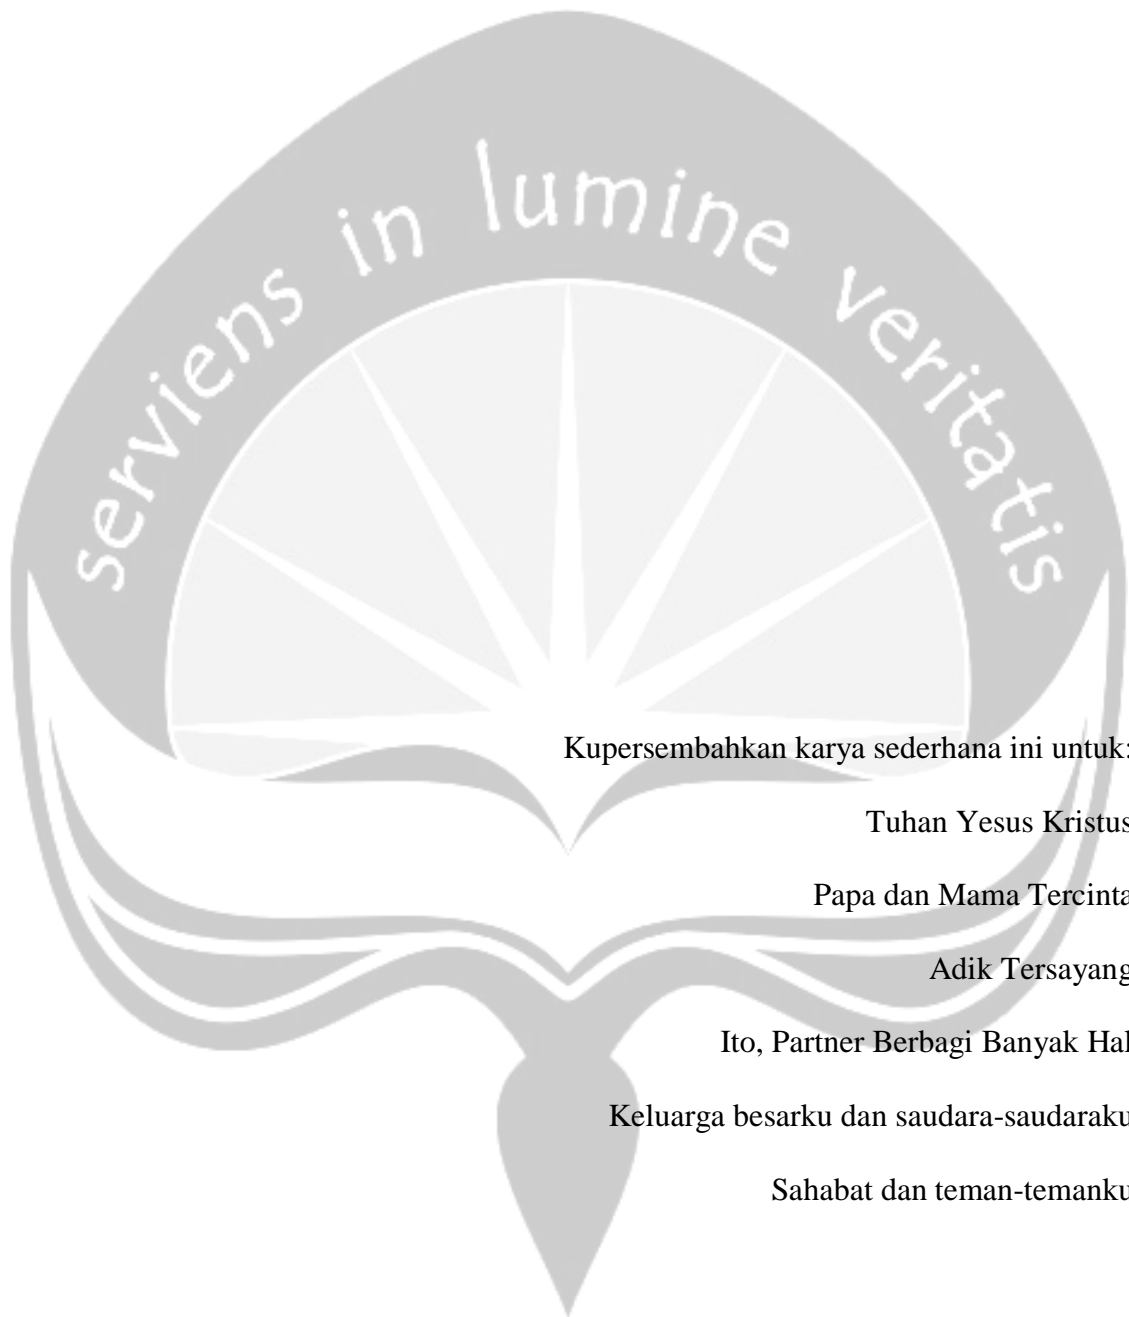 serviens in lumine veritatis
Kupersembahkan karya sederhana ini untuk:
Tuhan Yesus Kristus
Papa dan Mama Tercinta
Adik Tersayang
Ito, Partner Berbagi Banyak Hal
Keluarga besarku dan saudara-saudaraku
Sahabat dan teman-temanku